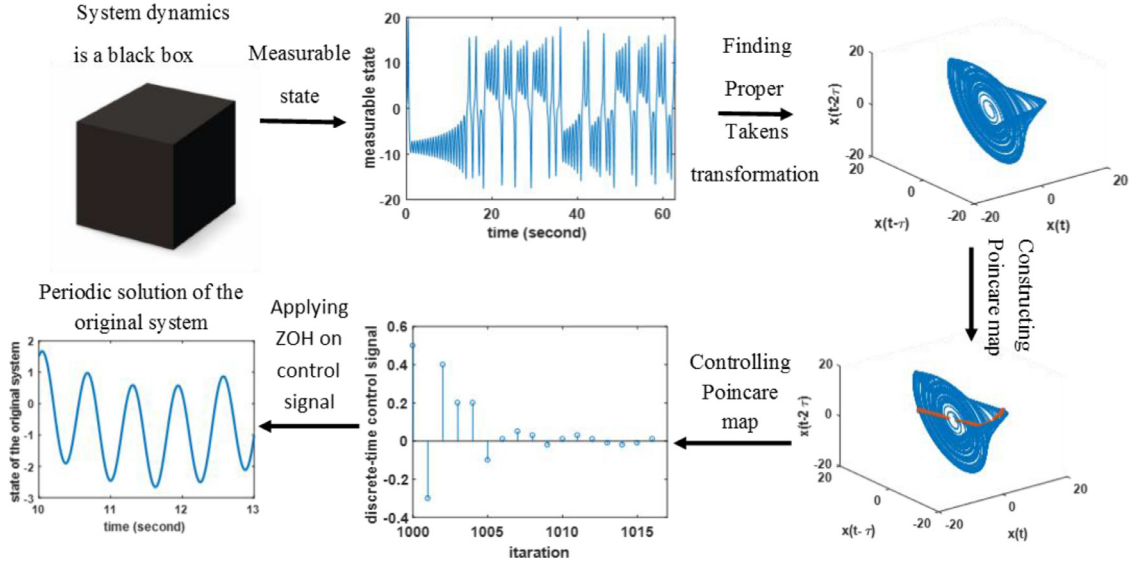 System dynamics
is a black box
Measurable
state
measurable state
20
10
0
-10
-20
0
20
40
60
time (second)
Finding
Proper
Takens
transformation
x(t-2τ)
20
0
-20
20
0
-20
-20
0
20
x(t-τ)
x(t)
Constructing
Poincare map
x(t-2 τ)
20
0
-20
20
0
-20
-20
0
20
x(t- τ)
x(t)
Controlling
Poincare
map
discrete-time control signal
0.6
0.4
0.2
0
-0.2
-0.4
1000
1005
1010
1015
itaration
Applying
ZOH on
control
signal
Periodic solution of the
original system
state of the original system
2
1
0
-1
-2
-3
10
11
12
13
time (second)